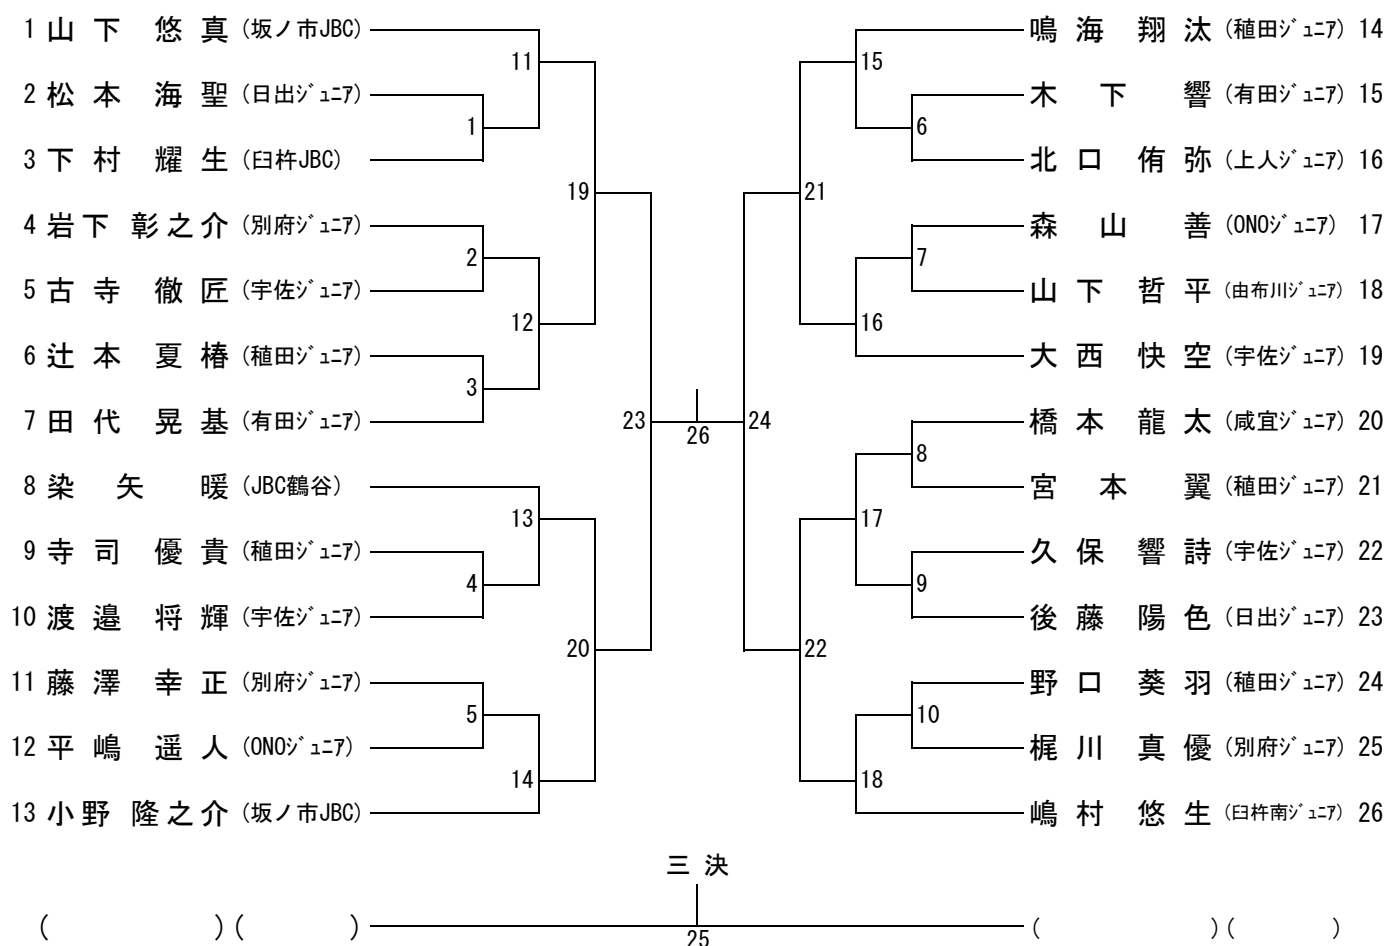 1 山下 悠真 (坂ノ市JBC) 鳴海 翔汰 (稙田ジュニア) 14
11 15
2 松本 海聖 (日出ジュニア) 木下 響 (有田ジュニア) 15
1 6
3 下村 耀生 (臼杵JBC) 北口 侑弥 (上人ジュニア) 16
19 21
4 岩下 彰之介 (別府ジュニア) 森山 善 (ONOジュニア) 17
2 7
5 古寺 徹匠 (宇佐ジュニア) 山下 哲平 (由布川ジュニア) 18
12 16
6 辻本 夏椿 (稙田ジュニア) 大西 快空 (宇佐ジュニア) 19
3
7 田代 晃基 (有田ジュニア) 23 26 24 橋本 龍太 (咸宜ジュニア) 20
8
8 染矢 暖 (JBC鶴谷) 宮本 翼 (稙田ジュニア) 21
13 17
9 寺司 優貴 (稙田ジュニア) 久保 響詩 (宇佐ジュニア) 22
4 9
10 渡邉 将輝 (宇佐ジュニア) 後藤 陽色 (日出ジュニア) 23
20 22
11 藤澤 幸正 (別府ジュニア) 野口 葵羽 (稙田ジュニア) 24
5 10
12 平嶋 遥人 (ONOジュニア) 梶川 真優 (別府ジュニア) 25
14 18
13 小野 隆之介 (坂ノ市JBC) 嶋村 悠生 (臼杵南ジュニア) 26
三決
( ) ( ) 25 ( ) ( )